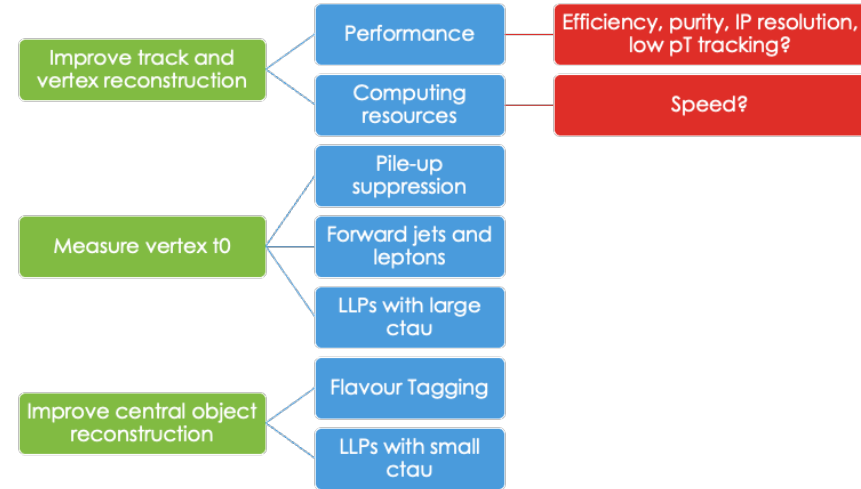 Improve track and
vertex reconstruction
Performance
Efficiency, purity, IP resolution,
low pT tracking?
Computing
resources
Speed?
Measure vertex t0
Pile-up
suppression
Forward jets and
leptons
LLPs with large
ctau
Improve central object
reconstruction
Flavour Tagging
LLPs with small
ctau